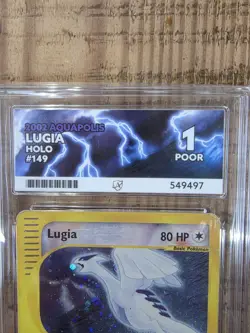 2002 AQUAPOLIS
LUGIA
HOLO
#149
1
POOR
549497
Lugia
80 HP
Basic Pokémon